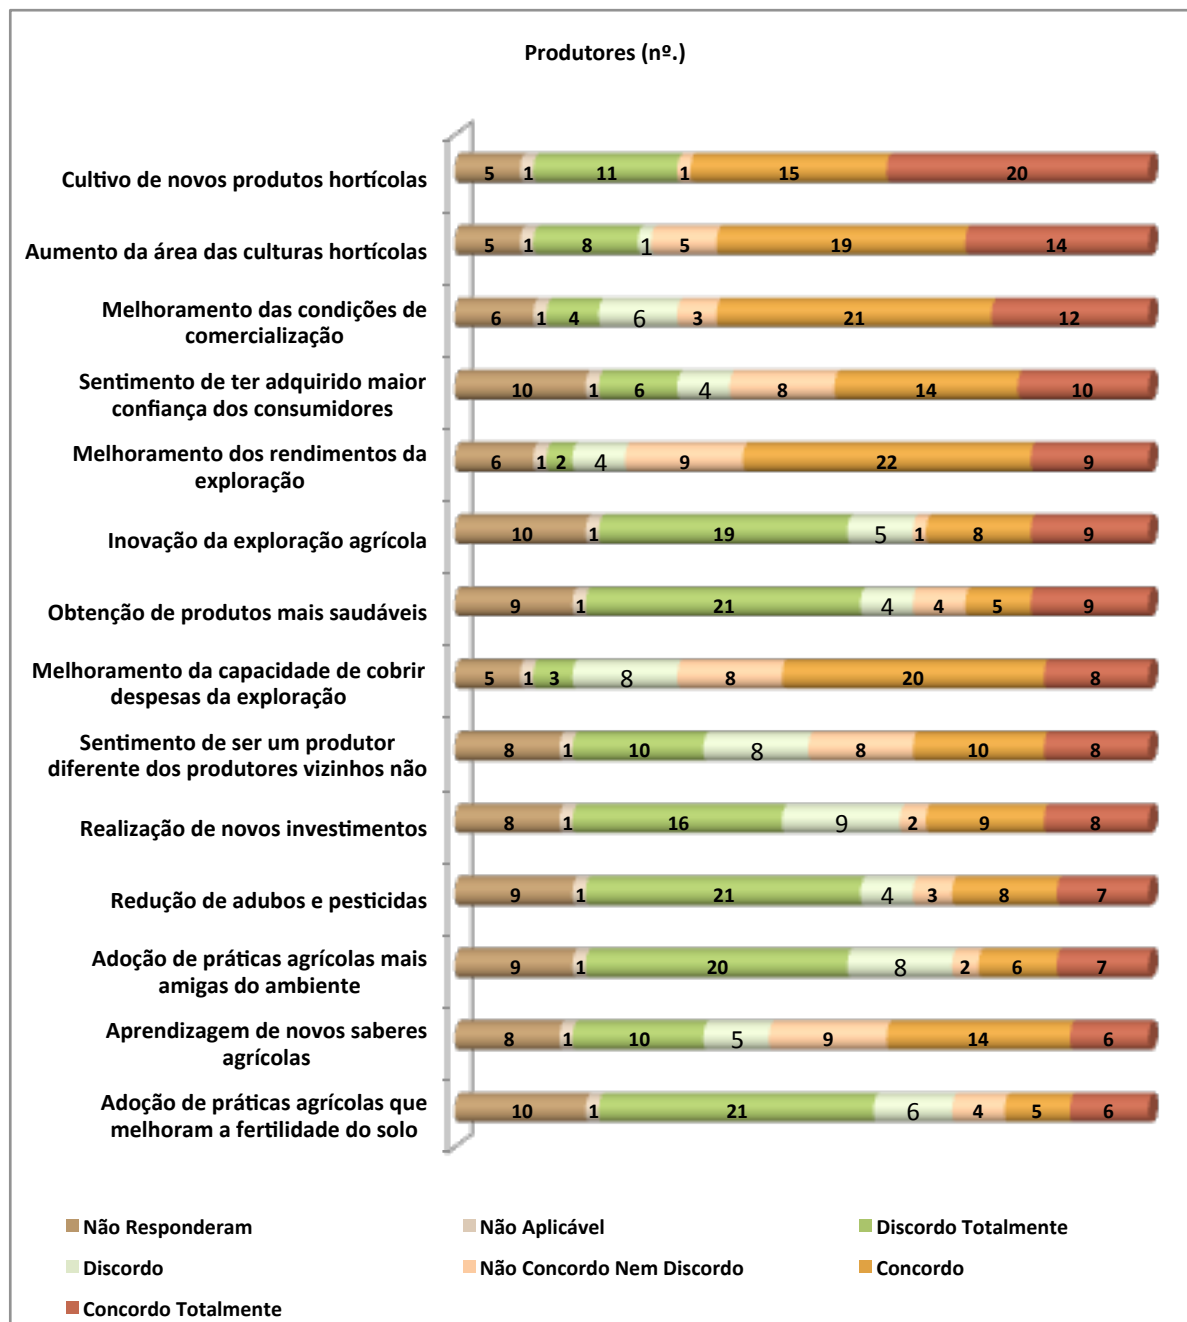 Produtores (nº.)
Cultivo de novos produtos hortícolas
5 1 11 1 15 20
Aumento da área das culturas hortícolas
5 1 8 1 5 19 14
Melhoramento das condições de
comercialização
6 1 4 6 3 21 12
Sentimento de ter adquirido maior
confiança dos consumidores
10 1 6 4 8 14 10
Melhoramento dos rendimentos da
exploração
6 1 2 4 9 22 9
Inovação da exploração agrícola
10 1 19 5 1 8 9
Obtenção de produtos mais saudáveis
9 1 21 4 4 5 9
Melhoramento da capacidade de cobrir
despesas da exploração
5 1 3 8 8 20 8
Sentimento de ser um produtor
diferente dos produtores vizinhos não
8 1 10 8 8 10 8
Realização de novos investimentos
8 1 16 9 2 9 8
Redução de adubos e pesticidas
9 1 21 4 3 8 7
Adoção de práticas agrícolas mais
amigas do ambiente
9 1 20 8 2 6 7
Aprendizagem de novos saberes
agrícolas
8 1 10 5 9 14 6
Adoção de práticas agrícolas que
melhoram a fertilidade do solo
10 1 21 6 4 5 6
Não Responderam
Não Aplicável
Discordo Totalmente
Discordo
Não Concordo Nem Discordo
Concordo
Concordo Totalmente